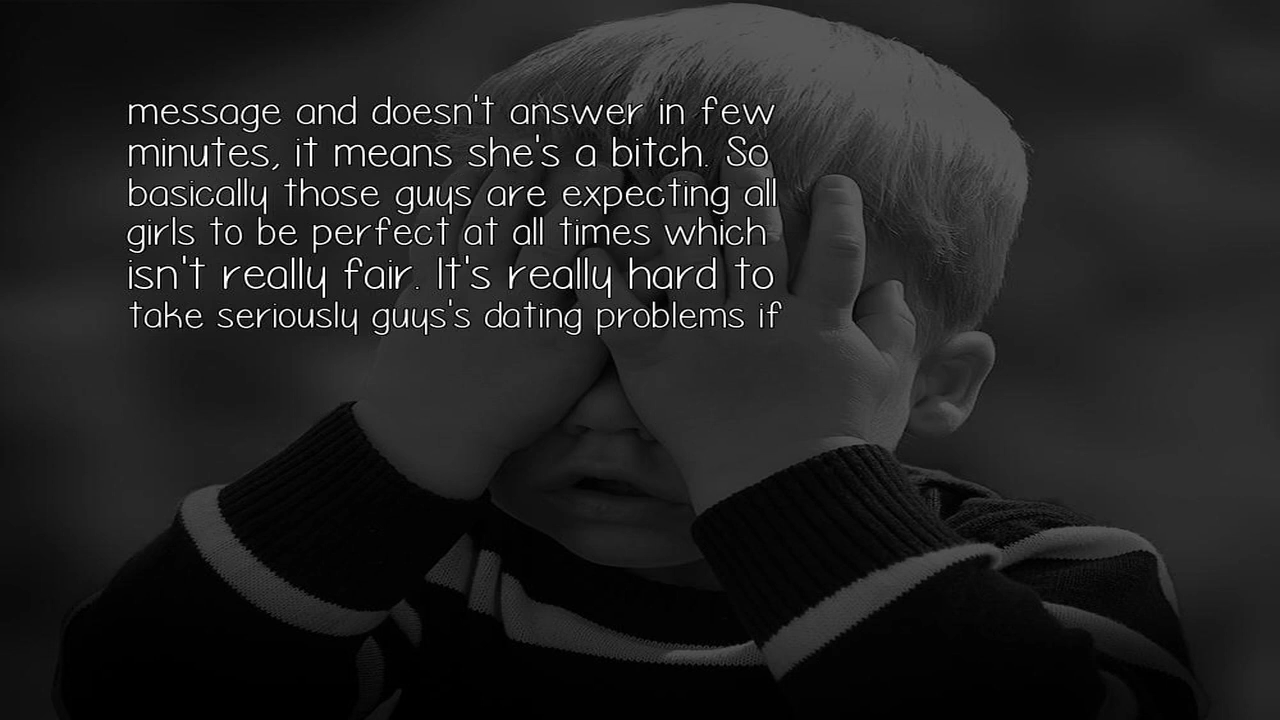 message and doesn't answer in few
minutes, it means she's a bitch. So
basically those guys are expecting all
girls to be perfect at all times which
isn't really fair. It's really hard to
take seriously guys's dating problems if